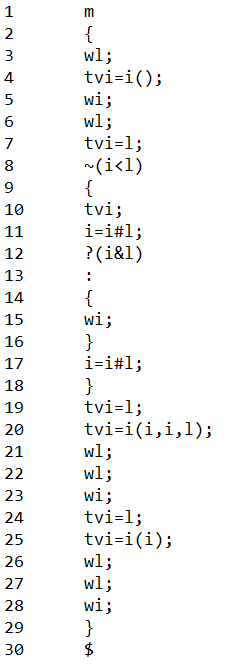 1 m
2 {
3 wl;
4 tvi=i();
5 wi;
6 wl;
7 tvi=l;
8 ~(i<l)
9 {
10 tvi;
11 i=i#l;
12 ?(i&l)
13 :
14 {
15 wi;
16 }
17 i=i#l;
18 }
19 tvi=l;
20 tvi=i(i,i,l);
21 wl;
22 wl;
23 wi;
24 tvi=l;
25 tvi=i(i);
26 wl;
27 wl;
28 wi;
29 }
30 $